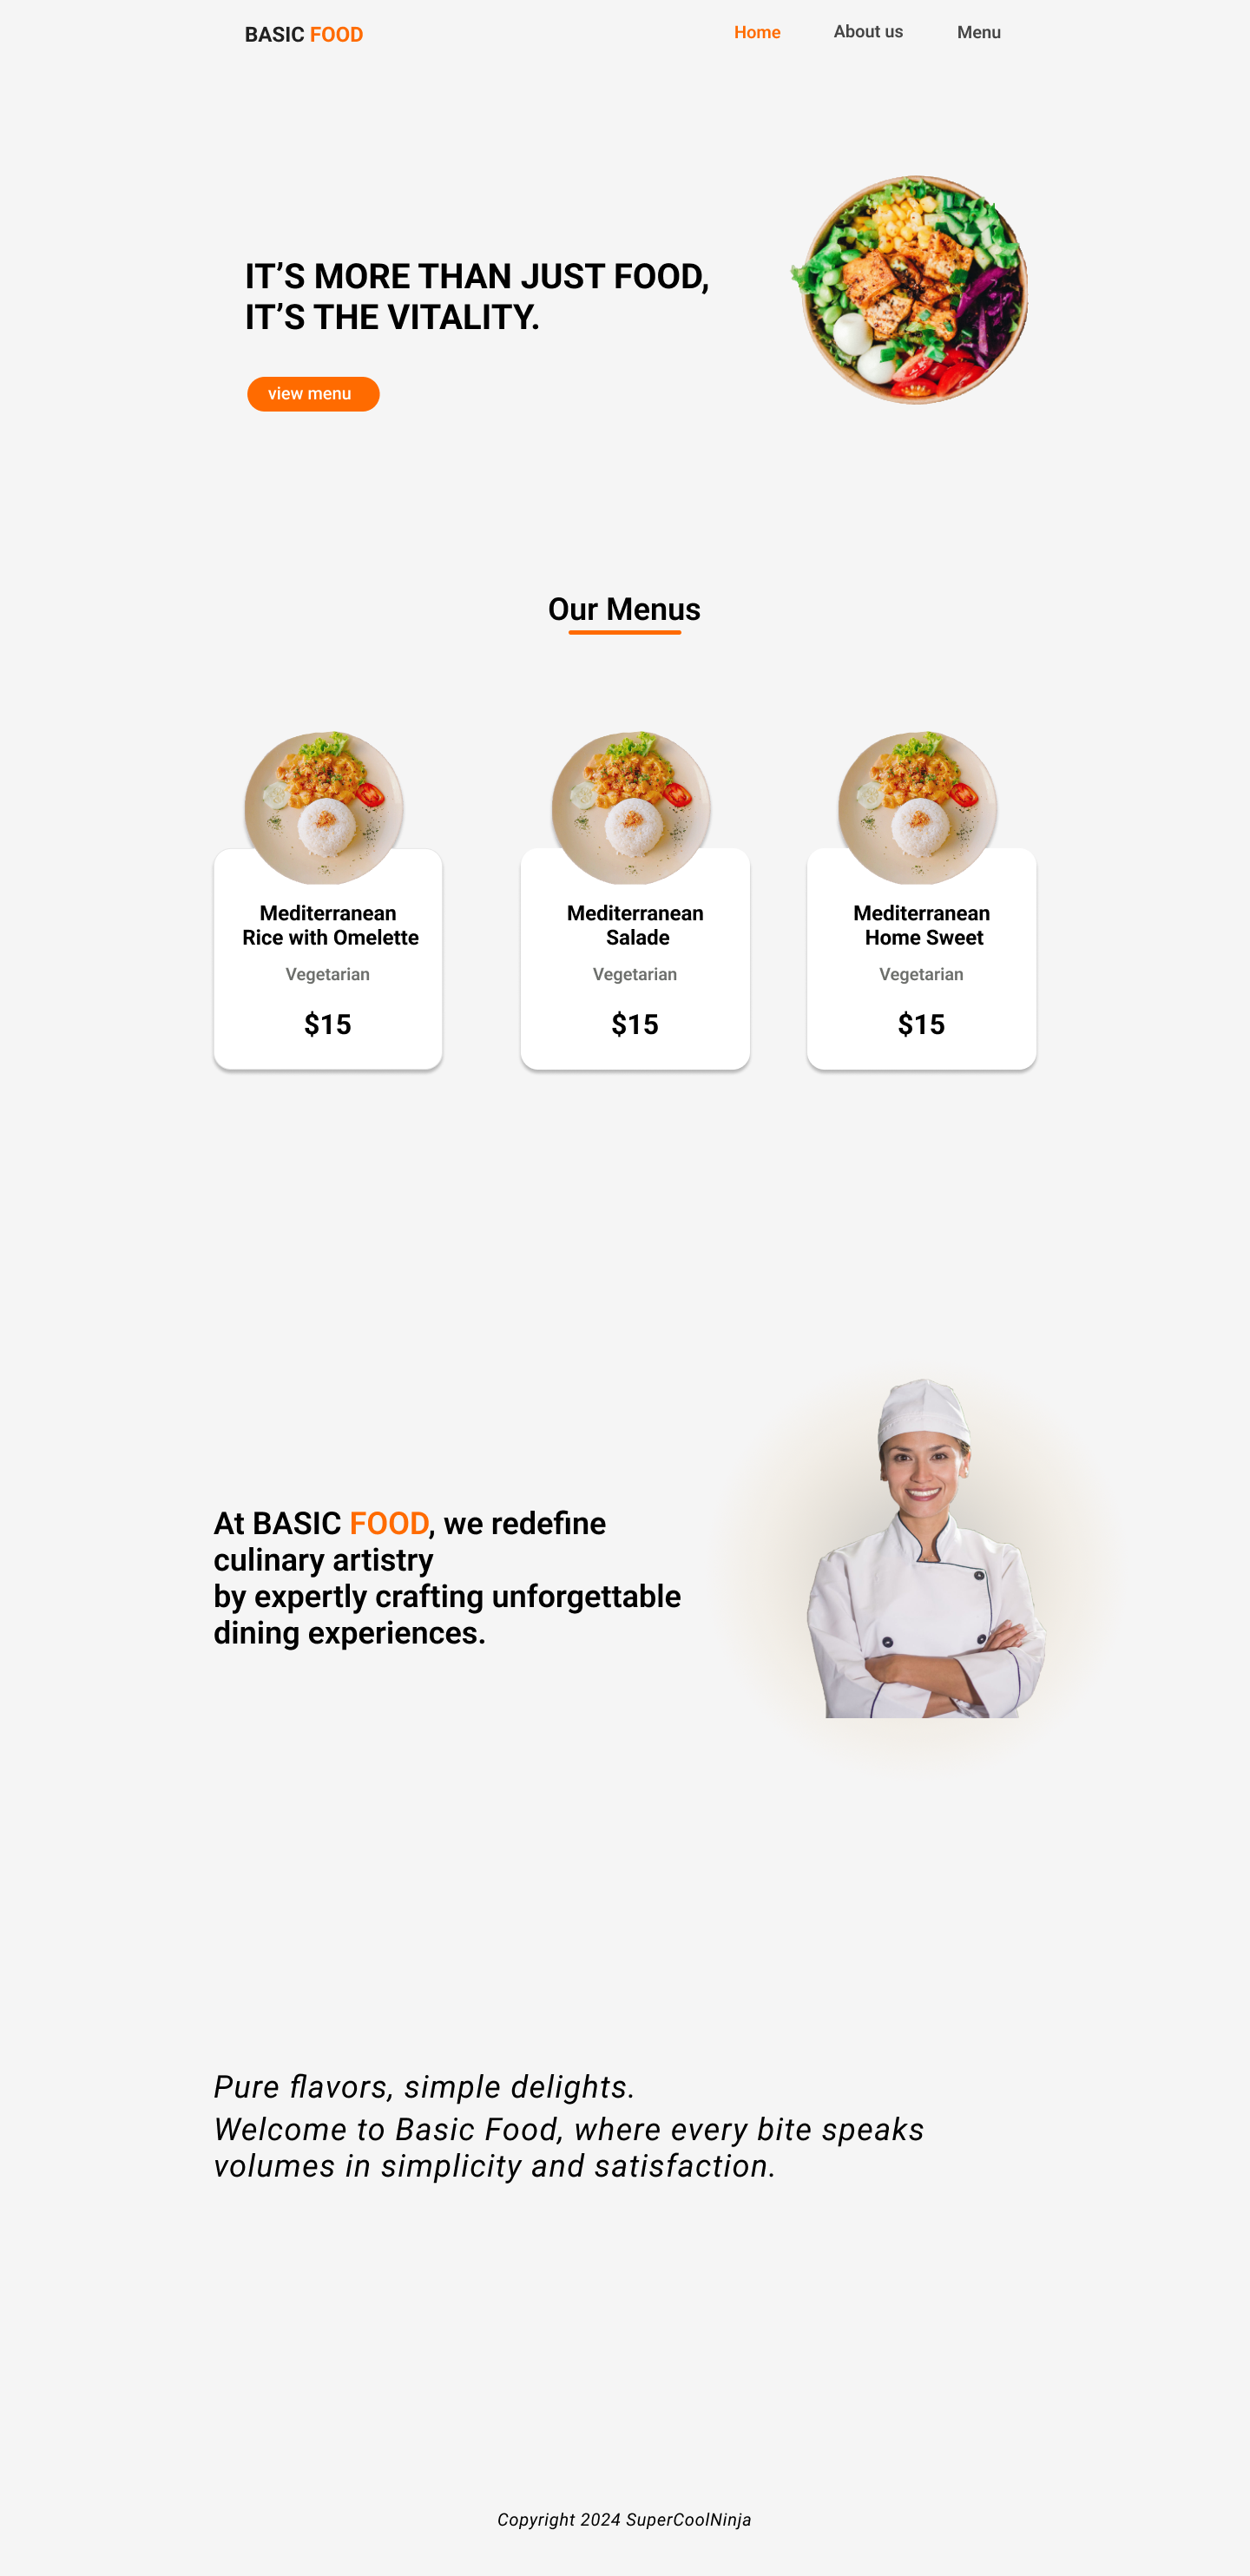 BASIC FOOD
Home
About us
Menu
IT’S MORE THAN JUST FOOD,
IT’S THE VITALITY.
view menu
Our Menus
Mediterranean
Rice with Omelette
Vegetarian
$15
Mediterranean
Salade
Vegetarian
$15
Mediterranean
Home Sweet
Vegetarian
$15
At BASIC FOOD, we redefine
culinary artistry
by expertly crafting unforgettable
dining experiences.
Pure flavors, simple delights.
Welcome to Basic Food, where every bite speaks
volumes in simplicity and satisfaction.
Copyright 2024 SuperCoolNinja